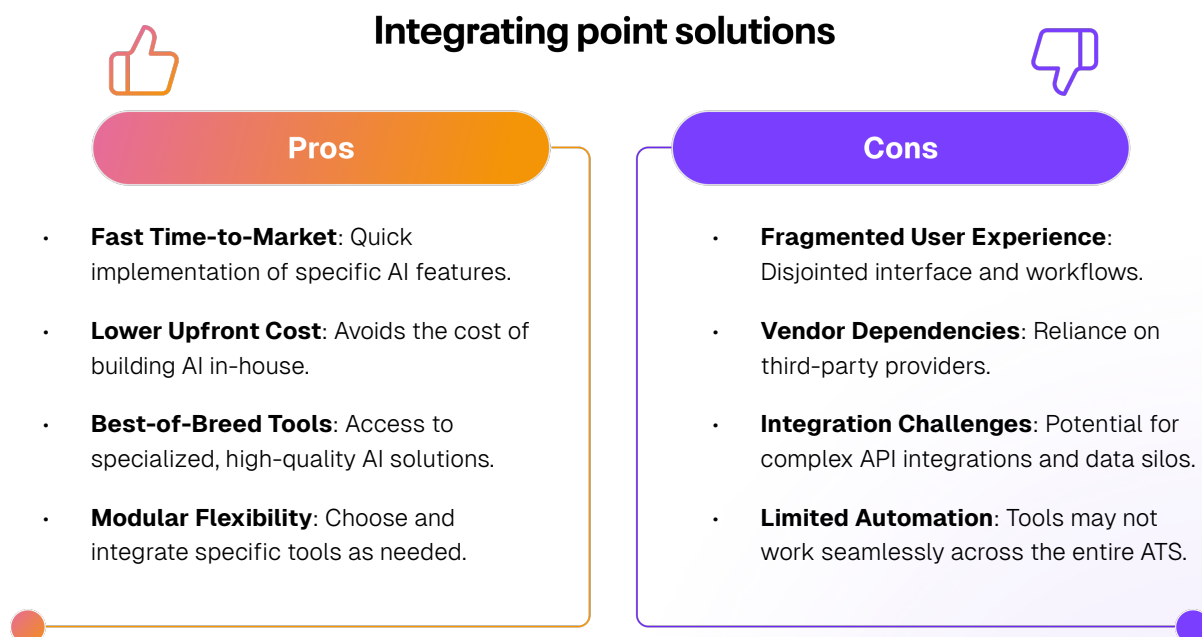 Integrating point solutions
Pros
• Fast Time-to-Market: Quick
implementation of specific AI features.
• Lower Upfront Cost: Avoids the cost of
building AI in-house.
• Best-of-Breed Tools: Access to
specialized, high-quality AI solutions.
• Modular Flexibility: Choose and
integrate specific tools as needed.
Cons
• Fragmented User Experience:
Disjointed interface and workflows.
• Vendor Dependencies: Reliance on
third-party providers.
• Integration Challenges: Potential for
complex API integrations and data silos.
• Limited Automation: Tools may not
work seamlessly across the entire ATS.